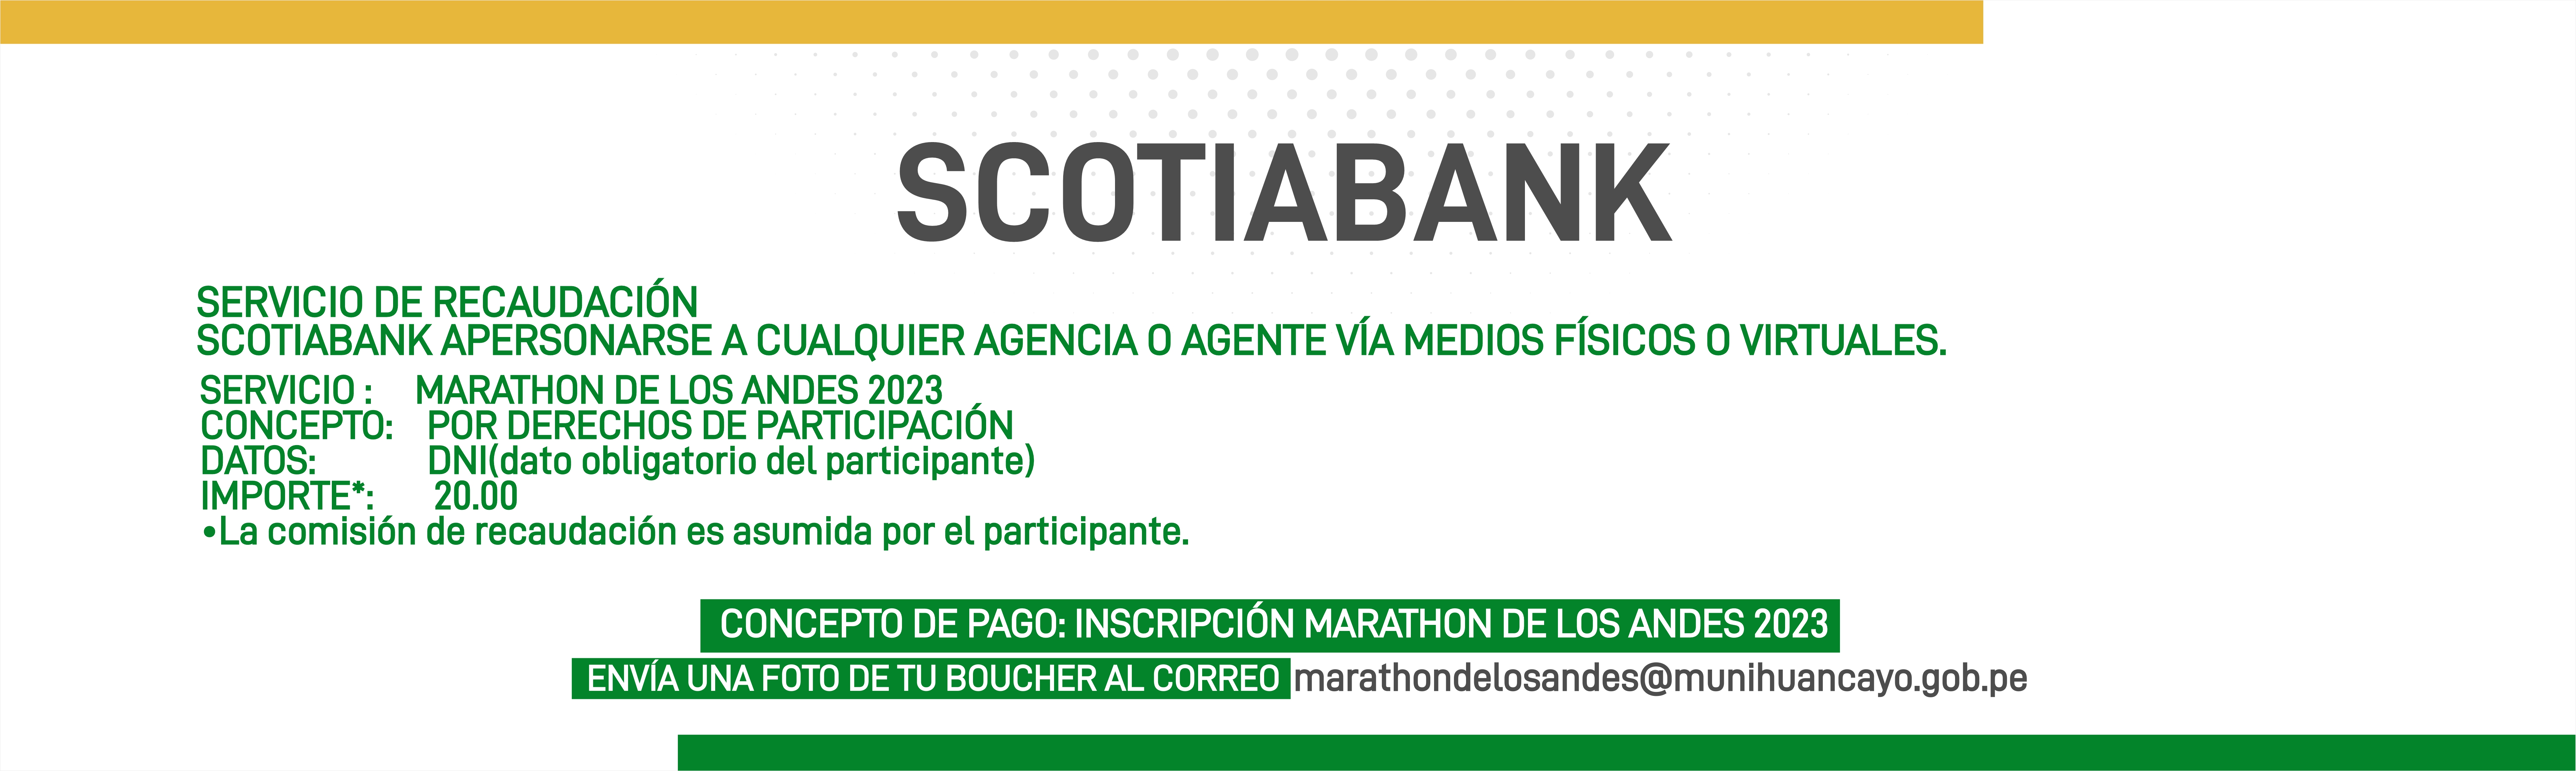 SCOTIABANK
SERVICIO DE RECAUDACIÓN
SCOTIABANK APERSONARSE A CUALQUIER AGENCIA O AGENTE VÍA MEDIOS FÍSICOS O VIRTUALES.
SERVICIO : MARATHON DE LOS ANDES 2023
CONCEPTO: POR DERECHOS DE PARTICIPACIÓN
DATOS: DNI(dato obligatorio del participante)
IMPORTE*: 20.00
•La comisión de recaudación es asumida por el participante.
CONCEPTO DE PAGO: INSCRIPCIÓN MARATHON DE LOS ANDES 2023
ENVÍA UNA FOTO DE TU BOUCHER AL CORREO marathondelosandes@munihuancayo.gob.pe